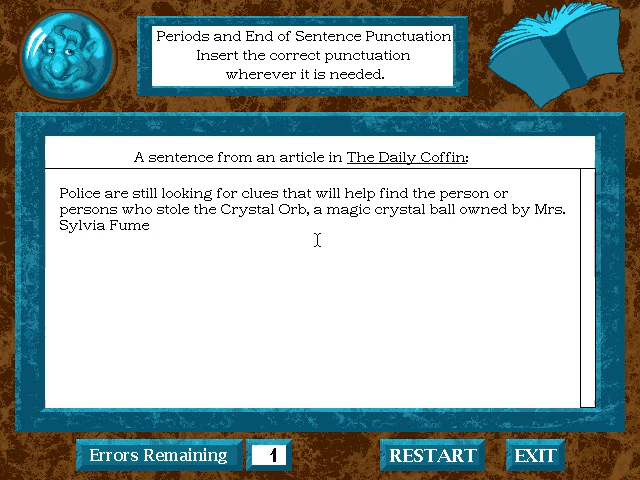 Periods and End of Sentence Punctuation
Insert the correct punctuation
wherever it is needed.
A sentence from an article in The Daily Coffin:
Police are still looking for clues that will help find the person or
persons who stole the Crystal Orb, a magic crystal ball owned by Mrs.
Sylvia Fume
Errors Remaining 1 RESTART EXIT